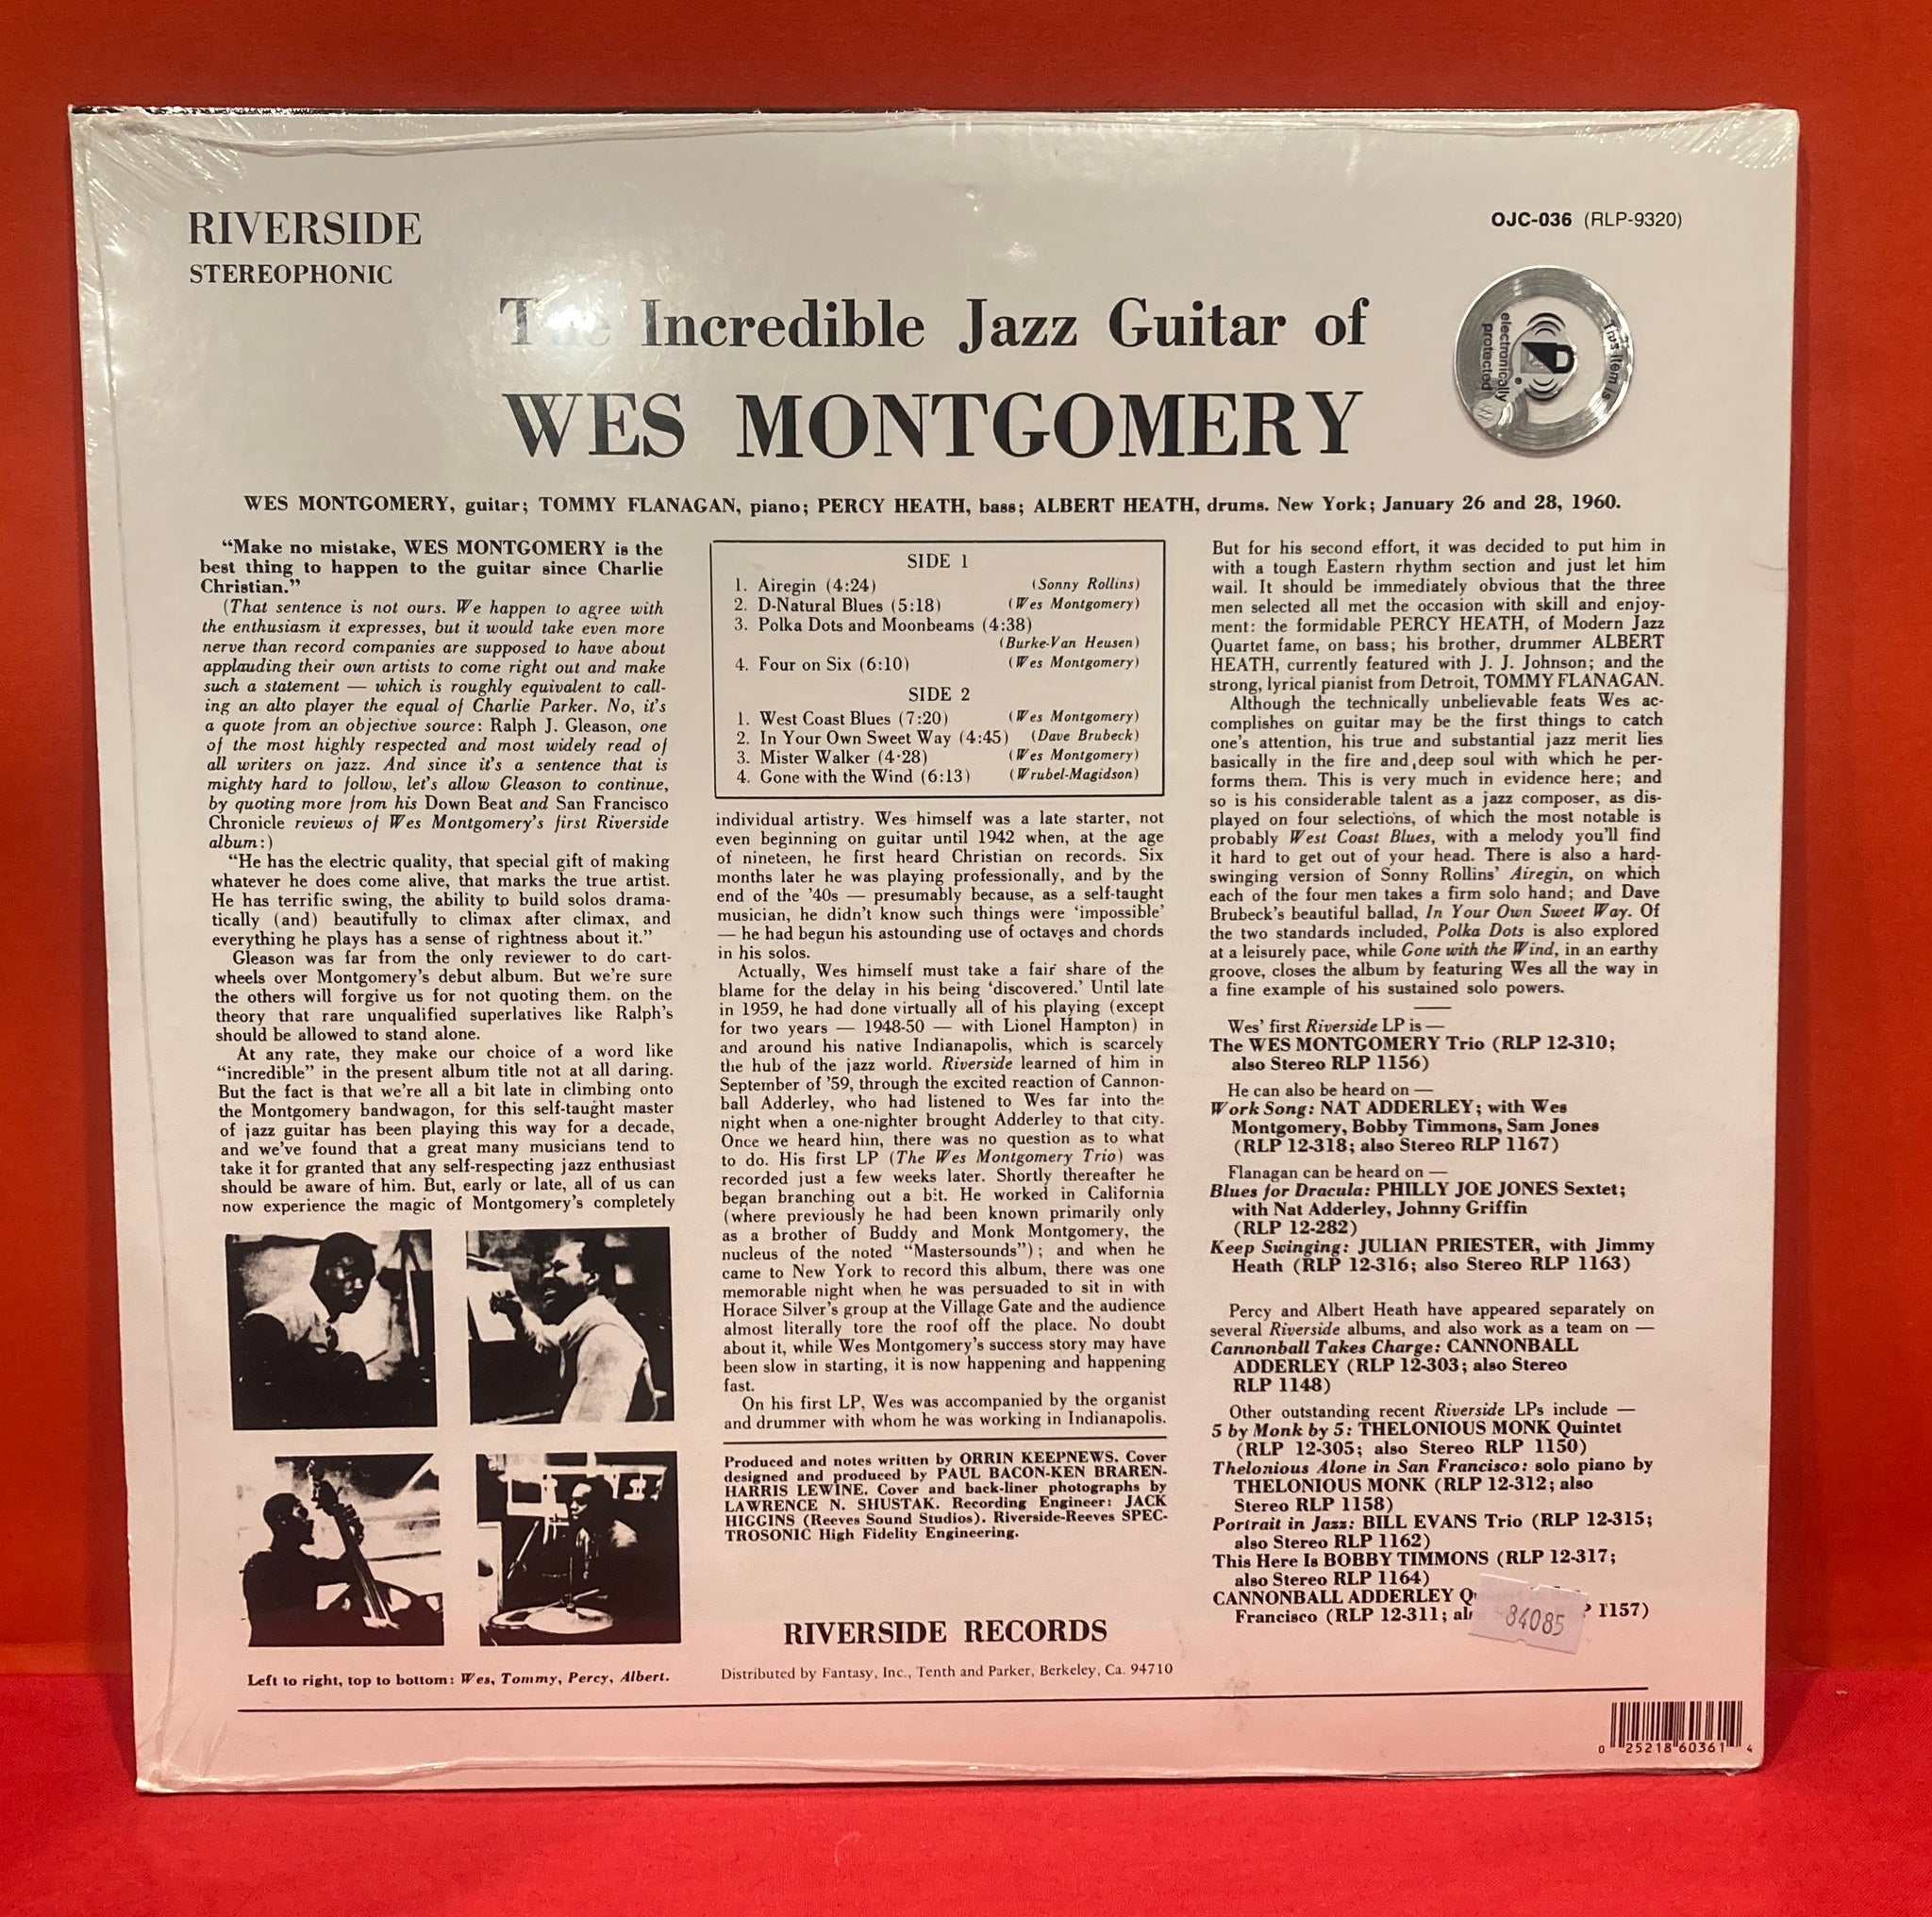 RIVERSIDE
STEREOPHONIC
OJC-036 (RLP-9320)
This item is
electronically
protected
The Incredible Jazz Guitar of
WES MONTGOMERY
WES MONTGOMERY, guitar; TOMMY FLANAGAN, piano; PERCY HEATH, bass; ALBERT HEATH, drums. New York; January 26 and 28, 1960.
“Make no mistake, WES MONTGOMERY is the
best thing to happen to the guitar since Charlie
Christian.”
(That sentence is not ours. We happen to agree with
the enthusiasm it expresses, but it would take even more
nerve than record companies are supposed to have about
applauding their own artists to come right out and make
such a statement — which is roughly equivalent to call-
ing an alto player the equal of Charlie Parker. No, it's
a quote from an objective source: Ralph J. Gleason, one
of the most highly respected and most widely read of
all writers on jazz. And since it's a sentence that is
mighty hard to follow, let's allow Gleason to continue,
by quoting more from his Down Beat and San Francisco
Chronicle reviews of Wes Montgomery's first Riverside
album:)
“He has the electric quality, that special gift of making
whatever he does come alive, that marks the true artist.
He has terrific swing, the ability to build solos drama-
tically (and) beautifully to climax after climax, and
everything he plays has a sense of rightness about it.”
Gleason was far from the only reviewer to do cart-
wheels over Montgomery's debut album. But we're sure
the others will forgive us for not quoting them, on the
theory that rare unqualified superlatives like Ralph's
should be allowed to stand alone.
At any rate, they make our choice of a word like
“incredible” in the present album title not at all daring.
But the fact is that we're all a bit late in climbing onto
the Montgomery bandwagon, for this self-taught master
of jazz guitar has been playing this way for a decade,
and we've found that a great many musicians tend to
take it for granted that any self-respecting jazz enthusiast
should be aware of him. But, early or late, all of us can
now experience the magic of Montgomery's completely
Left to right, top to bottom: Wes, Tommy, Percy, Albert.
SIDE 1
1. Airegin (4:24) (Sonny Rollins)
2. D-Natural Blues (5:18) (Wes Montgomery)
3. Polka Dots and Moonbeams (4:38)
(Burke-Van Heusen)
4. Four on Six (6:10) (Wes Montgomery)
SIDE 2
1. West Coast Blues (7:20) (Wes Montgomery)
2. In Your Own Sweet Way (4:45) (Dave Brubeck)
3. Mister Walker (4:28) (Wes Montgomery)
4. Gone with the Wind (6:13) (Wrubel-Magidson)
individual artistry. Wes himself was a late starter, not
even beginning on guitar until 1942 when, at the age
of nineteen, he first heard Christian on records. Six
months later he was playing professionally, and by the
end of the '40s — presumably because, as a self-taught
musician, he didn't know such things were ‘impossible’
— he had begun his astounding use of octaves and chords
in his solos.
Actually, Wes himself must take a fair share of the
blame for the delay in his being ‘discovered.’ Until late
in 1959, he had done virtually all of his playing (except
for two years — 1948-50 — with Lionel Hampton) in
and around his native Indianapolis, which is scarcely
the hub of the jazz world. Riverside learned of him in
September of '59, through the excited reaction of Cannon-
ball Adderley, who had listened to Wes far into the
night when a one-nighter brought Adderley to that city.
Once we heard him, there was no question as to what
to do. His first LP (The Wes Montgomery Trio) was
recorded just a few weeks later. Shortly thereafter he
began branching out a bit. He worked in California
(where previously he had been known primarily only
as a brother of Buddy and Monk Montgomery, the
nucleus of the noted “Mastersounds”); and when he
came to New York to record this album, there was one
memorable night when he was persuaded to sit in with
Horace Silver's group at the Village Gate and the audience
almost literally tore the roof off the place. No doubt
about it, while Wes Montgomery's success story may have
been slow in starting, it is now happening and happening
fast.
On his first LP, Wes was accompanied by the organist
and drummer with whom he was working in Indianapolis.
Produced and notes written by ORRIN KEEPNEWS. Cover
designed and produced by PAUL BACON-KEN BRAREN-
HARRIS LEWINE. Cover and back-liner photographs by
LAWRENCE N. SHUSTAK. Recording Engineer: JACK
HIGGINS (Reeves Sound Studios). Riverside-Reeves SPEC-
TROSONIC High Fidelity Engineering.
RIVERSIDE RECORDS
Distributed by Fantasy, Inc., Tenth and Parker, Berkeley, Ca. 94710
But for his second effort, it was decided to put him in
with a tough Eastern rhythm section and just let him
wail. It should be immediately obvious that the three
men selected all met the occasion with skill and enjoy-
ment: the formidable PERCY HEATH, of Modern Jazz
Quartet fame, on bass; his brother, drummer ALBERT
HEATH, currently featured with J. J. Johnson; and the
strong, lyrical pianist from Detroit, TOMMY FLANAGAN.
Although the technically unbelievable feats Wes ac-
complishes on guitar may be the first things to catch
one's attention, his true and substantial jazz merit lies
basically in the fire and deep soul with which he per-
forms them. This is very much in evidence here; and
so is his considerable talent as a jazz composer, as dis-
played on four selections, of which the most notable is
probably West Coast Blues, with a melody you'll find
it hard to get out of your head. There is also a hard-
swinging version of Sonny Rollins' Airegin, on which
each of the four men takes a firm solo hand; and Dave
Brubeck's beautiful ballad, In Your Own Sweet Way. Of
the two standards included, Polka Dots is also explored
at a leisurely pace, while Gone with the Wind, in an earthy
groove, closes the album by featuring Wes all the way in
a fine example of his sustained solo powers.
Wes' first Riverside LP is —
The WES MONTGOMERY Trio (RLP 12-310;
also Stereo RLP 1156)
He can also be heard on —
Work Song: NAT ADDERLEY; with Wes
Montgomery, Bobby Timmons, Sam Jones
(RLP 12-318; also Stereo RLP 1167)
Flanagan can be heard on —
Blues for Dracula: PHILLY JOE JONES Sextet;
with Nat Adderley, Johnny Griffin
(RLP 12-282)
Keep Swinging: JULIAN PRIESTER, with Jimmy
Heath (RLP 12-316; also Stereo RLP 1163)
Percy and Albert Heath have appeared separately on
several Riverside albums, and also work as a team on —
Cannonball Takes Charge: CANNONBALL
ADDERLEY (RLP 12-303; also Stereo
RLP 1148)
Other outstanding recent Riverside LPs include —
5 by Monk by 5: THELONIOUS MONK Quintet
(RLP 12-305; also Stereo RLP 1150)
Thelonious Alone in San Francisco: solo piano by
THELONIOUS MONK (RLP 12-312; also
Stereo RLP 1158)
Portrait in Jazz: BILL EVANS Trio (RLP 12-315;
also Stereo RLP 1162)
This Here Is BOBBY TIMMONS (RLP 12-317;
also Stereo RLP 1164)
CANNONBALL ADDERLEY
Francisco (RLP 12-311; 1157)
84085
0 25218 60361 4